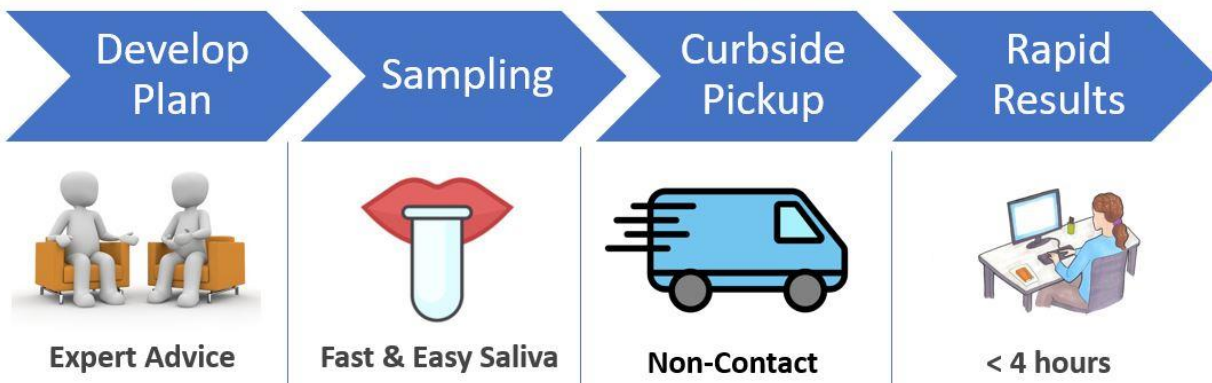 Develop
Plan
Sampling
Curbside
Pickup
Rapid
Results
Expert Advice
Fast & Easy Saliva
Non-Contact
< 4 hours